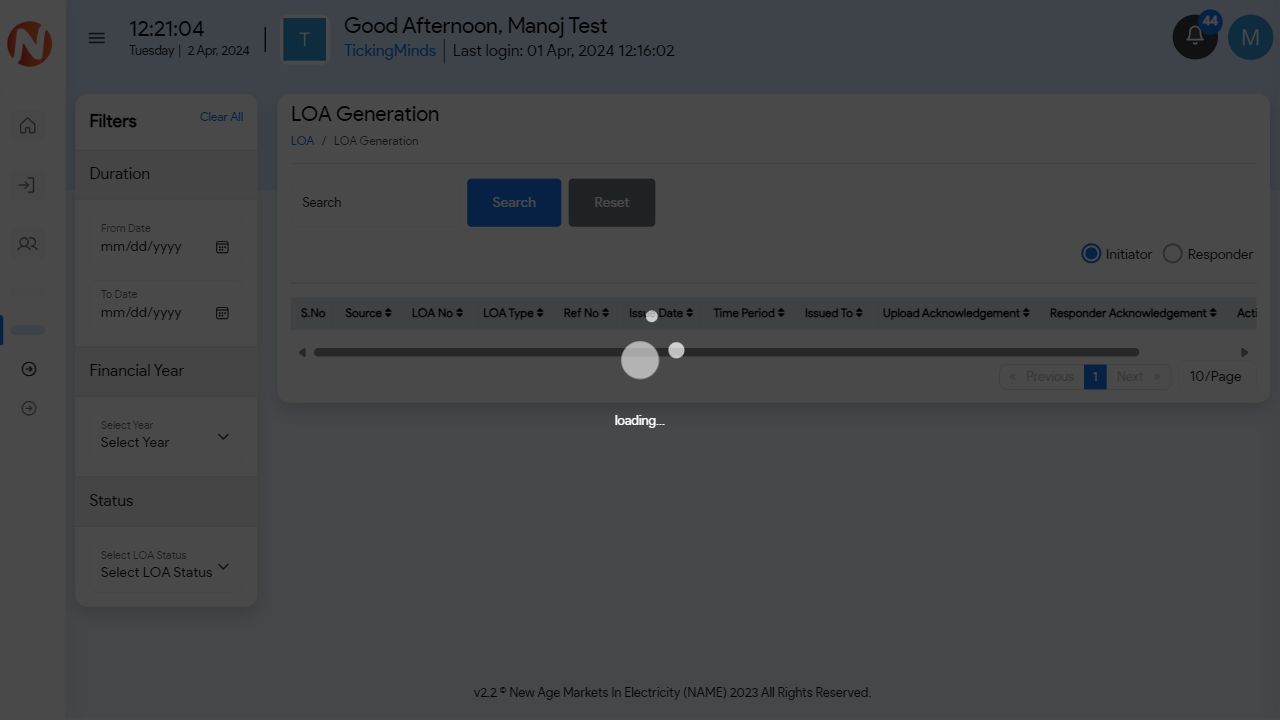 12:21:04
Tuesday | 2 Apr. 2024
T
Good Afternoon, Manoj Test
TickingMinds
Last login: 01 Apr, 2024 12:16:02
44
M
Filters
Clear All
Duration
From Date
mm/dd/yyyy
To Date
mm/dd/yyyy
Financial Year
Select Year
Select Year
Status
Select LOA Status
Select LOA Status
LOA Generation
LOA / LOA Generation
Search
Search
Reset
Initiator
Responder
S.No Source LOA No LOA Type Ref No Issue Date Time Period Issued To Upload Acknowledgement Responder Acknowledgement Acti
« Previous 1 Next » 10/Page
loading...
v2.2 © New Age Markets In Electricity (NAME) 2023 All Rights Reserved.